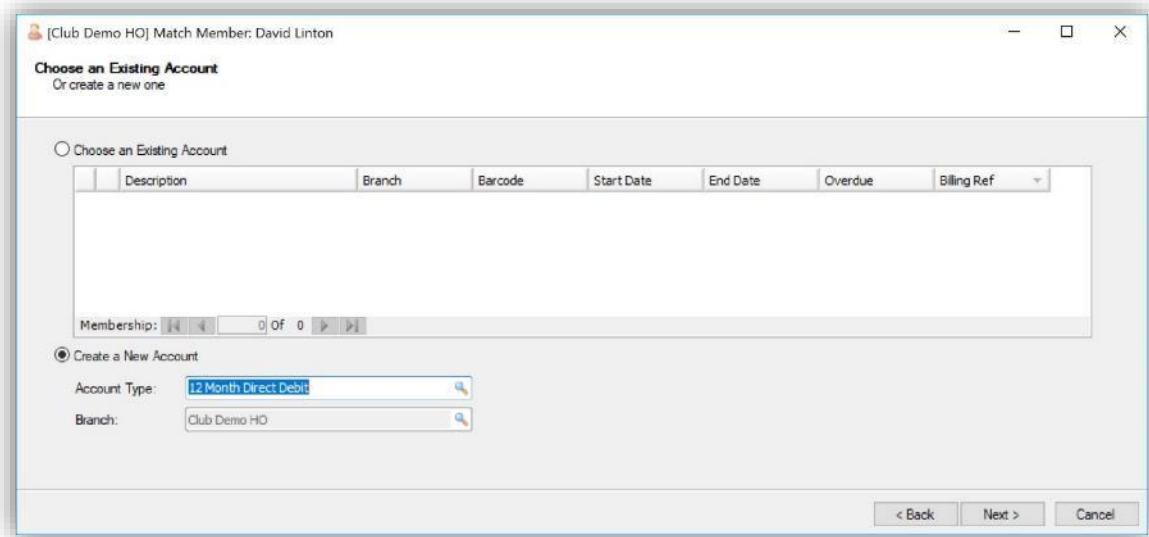 [Club Demo HO] Match Member: David Linton
Choose an Existing Account
Or create a new one
Choose an Existing Account
Description Branch Barcode Start Date End Date Overdue Billing Ref
Membership: 0 Of 0
Create a New Account
Account Type: 12 Month Direct Debit
Branch: Club Demo HO
< Back Next > Cancel